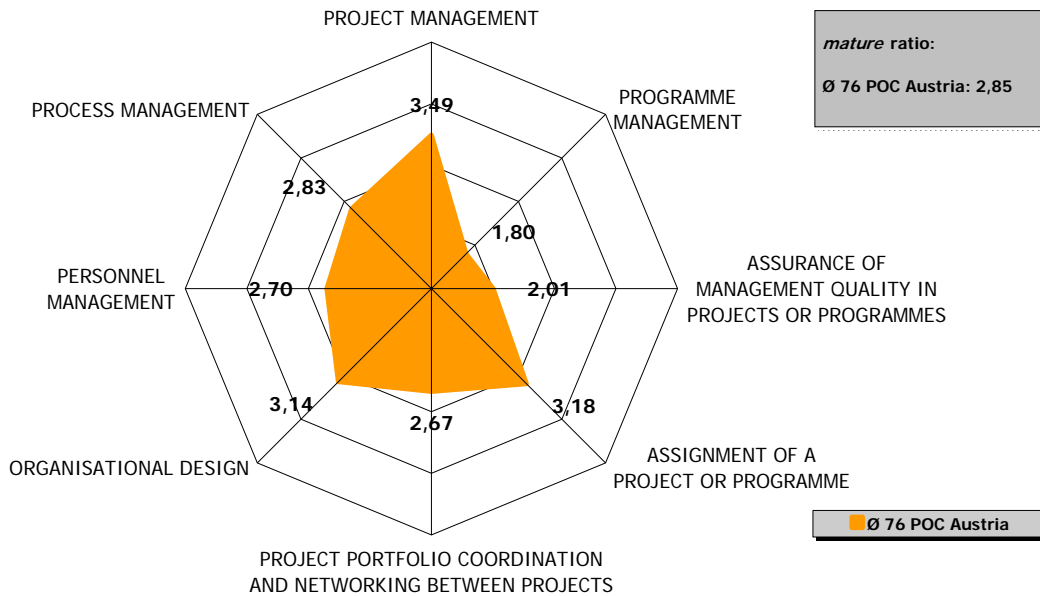 PROJECT MANAGEMENT
mature ratio:
Ø 76 POC Austria: 2,85
PROCESS MANAGEMENT
PROGRAMME
MANAGEMENT
3,49
2,83
1,80
PERSONNEL
MANAGEMENT
2,70
2,01
ASSURANCE OF
MANAGEMENT QUALITY IN
PROJECTS OR PROGRAMMES
3,14
2,67
3,18
ORGANISATIONAL DESIGN
ASSIGNMENT OF A
PROJECT OR PROGRAMME
Ø 76 POC Austria
PROJECT PORTFOLIO COORDINATION
AND NETWORKING BETWEEN PROJECTS